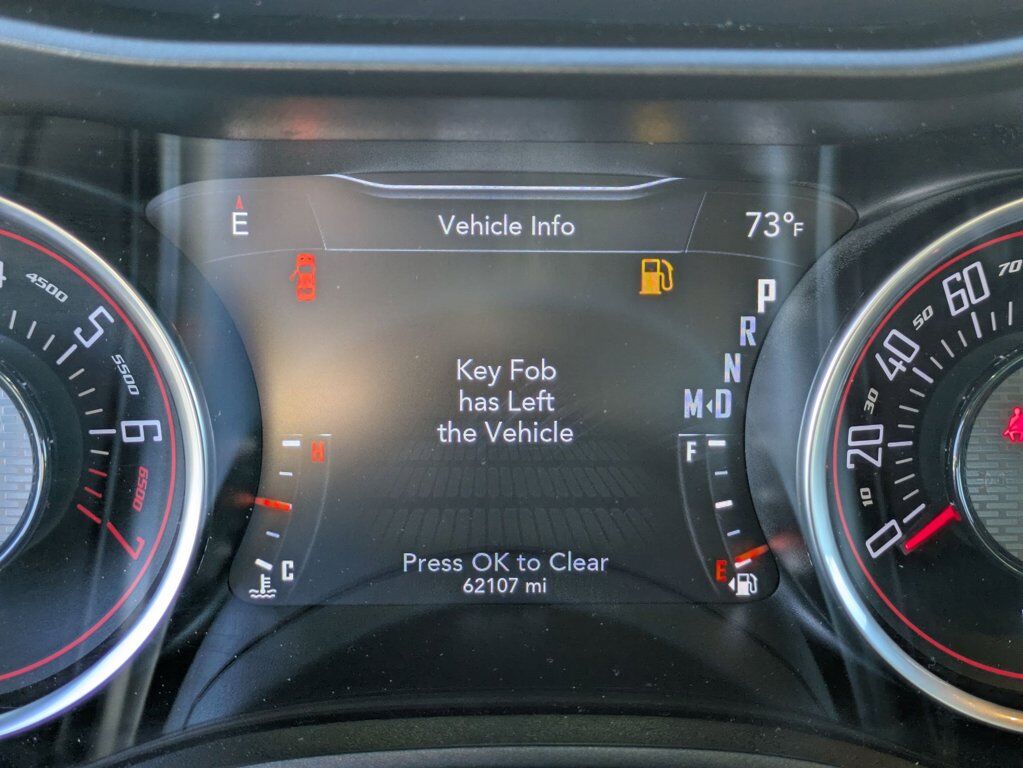 E
Vehicle Info
73°F
4500
5
5500
6
6500
7
P
R
N
M◂D
Key Fob
has Left
the Vehicle
H
C
F
E
Press OK to Clear
62107 mi
0
10
20
30
40
50
60